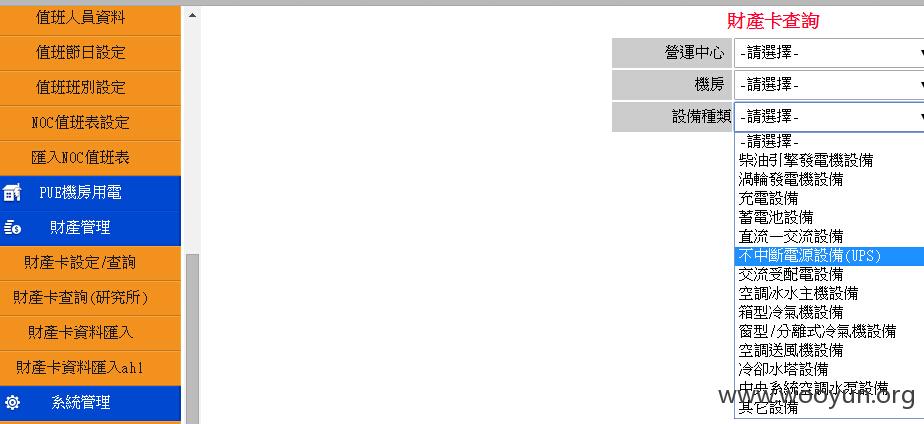 值班人員資料
值班節日設定
值班班別設定
NOC值班表設定
匯入NOC值班表
PUE機房用電
財產管理
財產卡設定/查詢
財產卡查詢(研究所)
財產卡資料匯入
財產卡資料匯入ahl
系統管理
財產卡查詢
營運中心 -請選擇-
機房 -請選擇-
設備種類 -請選擇-
-請選擇-
柴油引擎發電機設備
渦輪發電機設備
充電設備
蓄電池設備
直流—交流設備
不中斷電源設備(UPS)
交流受配電設備
空調冰水主機設備
箱型冷氣機設備
窗型/分離式冷氣機設備
空調送風機設備
冷卻水塔設備
中央系統空調水泵設備
其它設備
www.wooyun.org